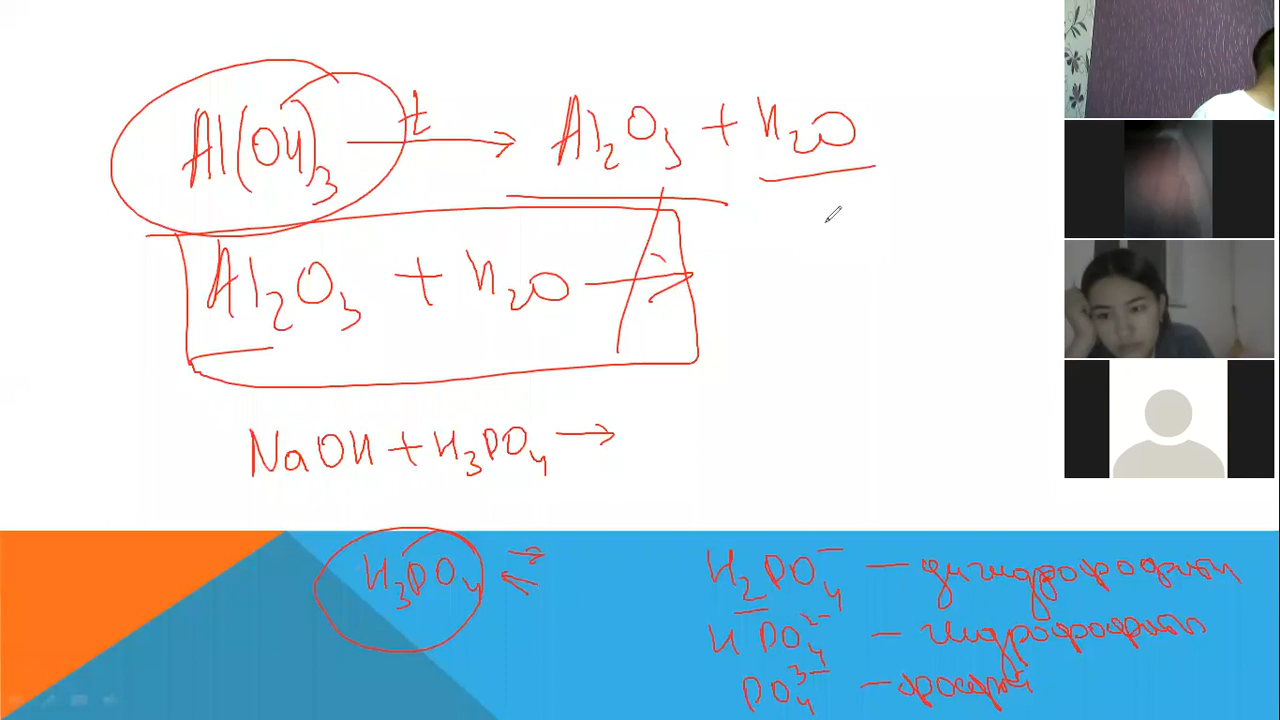 Al(OH)₃ —t→ Al₂O₃ + H₂O
Al₂O₃ + H₂O ↛
NaOH + H₃PO₄ →
H₃PO₄ ⇄
H₂PO₄⁻ – дигидрофосфат
HPO₄²⁻ – гидрофосфат
PO₄³⁻ – фосфат